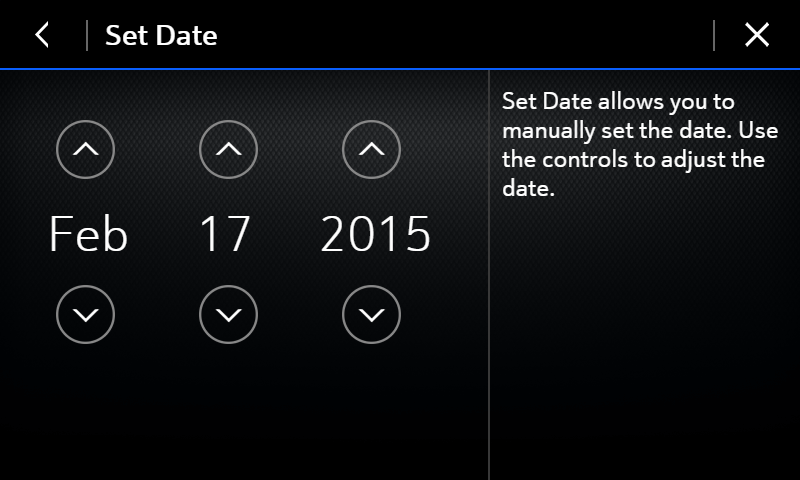 Set Date
Feb 17 2015
Set Date allows you to
manually set the date. Use
the controls to adjust the
date.